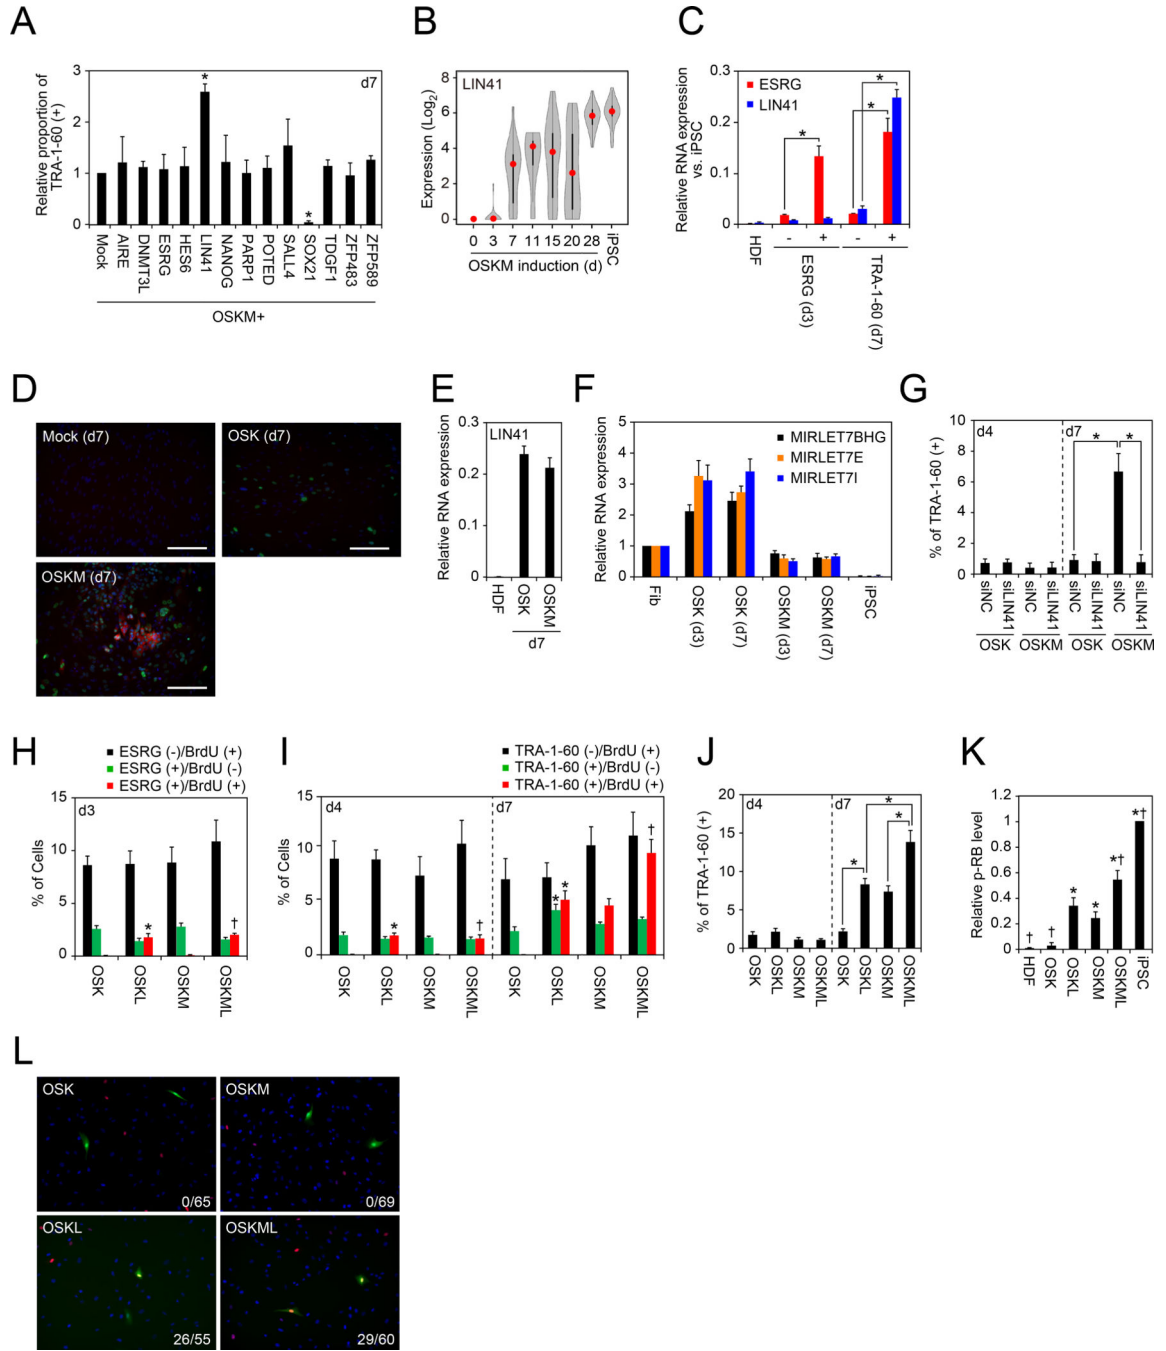 A
Relative proportion of
TRA-1-60 (+)
3
2
1
0
d7
*
*
Mock
AIRE
DNMT3L
ESRG
HES6
LIN41
NANOG
PARP1
POTED
SALL4
SOX21
TDGF1
ZFP483
ZFP589
OSKM+
B
Expression (Log2)
8
6
4
2
0
LIN41
0 3 7 11 15 20 28 iPSC
OSKM induction (d)
C
Relative RNA expression
vs. iPSC
0.3
0.2
0.1
0
ESRG
LIN41
*
*
*
HDF
- + - +
ESRG (d3)
TRA-1-60 (d7)
D
Mock (d7)
OSK (d7)
OSKM (d7)
E
Relative RNA expression
0.3
0.2
0.1
0
LIN41
HDF
OSK
OSKM
d7
F
Relative RNA expression
5
4
3
2
1
0
MIRLET7BHG
MIRLET7E
MIRLET7I
Fib
OSK (d3)
OSK (d7)
OSKM (d3)
OSKM (d7)
iPSC
G
% of TRA-1-60 (+)
10
8
6
4
2
0
d4
d7
*
*
siNC
siLIN41
siNC
siLIN41
siNC
siLIN41
siNC
siLIN41
OSK OSKM OSK OSKM
H
ESRG (-)/BrdU (+)
ESRG (+)/BrdU (-)
ESRG (+)/BrdU (+)
% of Cells
15
10
5
0
d3
*
†
OSK
OSKL
OSKM
OSKML
I
TRA-1-60 (-)/BrdU (+)
TRA-1-60 (+)/BrdU (-)
TRA-1-60 (+)/BrdU (+)
% of Cells
15
10
5
0
d4
d7
*
†
*
*
†
OSK
OSKL
OSKM
OSKML
OSK
OSKL
OSKM
OSKML
J
% of TRA-1-60 (+)
20
15
10
5
0
d4
d7
*
*
*
OSK
OSKL
OSKM
OSKML
OSK
OSKL
OSKM
OSKML
K
Relative p-RB level
1.2
1
0.8
0.6
0.4
0.2
0
†
†
*
*
*†
*†
HDF
OSK
OSKL
OSKM
OSKML
iPSC
L
OSK
0/65
OSKM
0/69
OSKL
26/55
OSKML
29/60